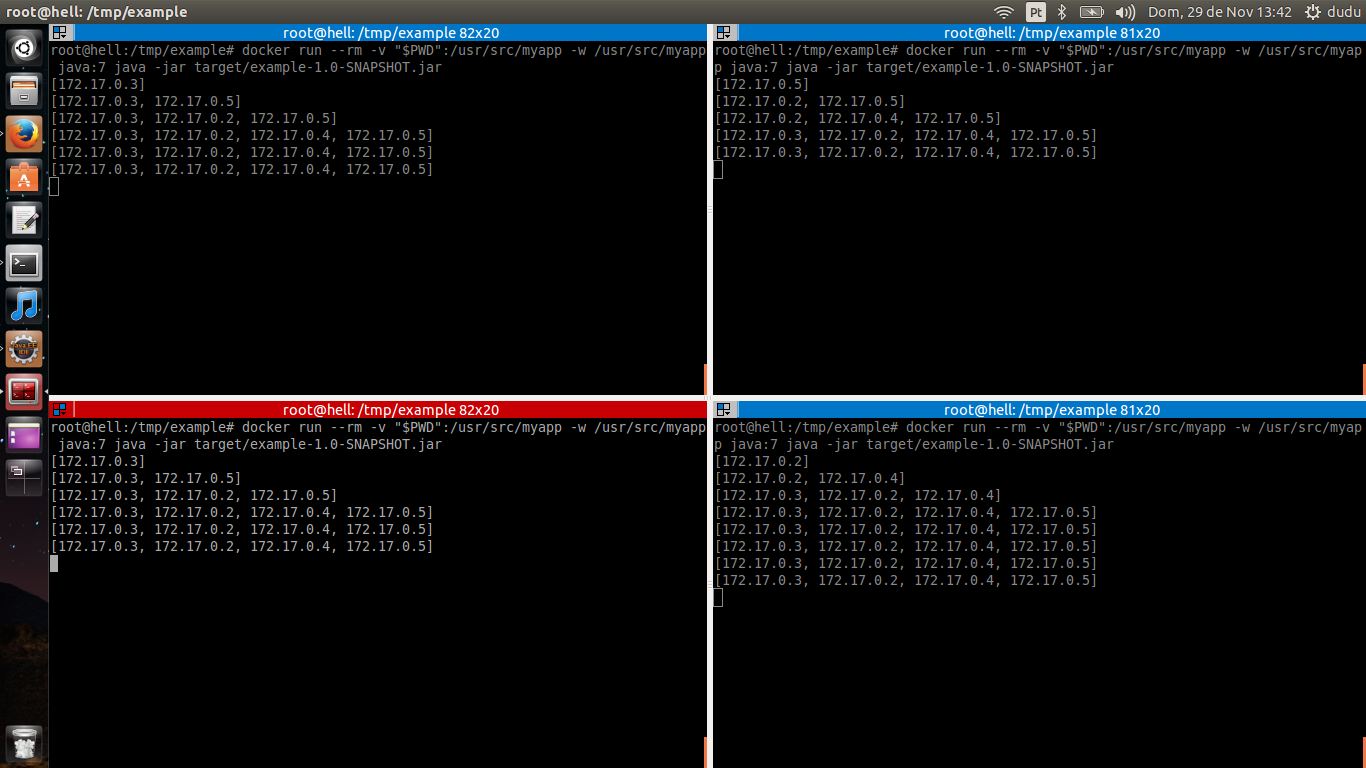 root@hell: /tmp/example
Pt
Dom, 29 de Nov 13:42
dudu
root@hell: /tmp/example 82x20
root@hell:/tmp/example# docker run --rm -v "$PWD":/usr/src/myapp -w /usr/src/myapp
 java:7 java -jar target/example-1.0-SNAPSHOT.jar
[172.17.0.3]
[172.17.0.3, 172.17.0.5]
[172.17.0.3, 172.17.0.2, 172.17.0.5]
[172.17.0.3, 172.17.0.2, 172.17.0.4, 172.17.0.5]
[172.17.0.3, 172.17.0.2, 172.17.0.4, 172.17.0.5]
[172.17.0.3, 172.17.0.2, 172.17.0.4, 172.17.0.5]
root@hell: /tmp/example 81x20
root@hell:/tmp/example# docker run --rm -v "$PWD":/usr/src/myapp -w /usr/src/myap
p java:7 java -jar target/example-1.0-SNAPSHOT.jar
[172.17.0.5]
[172.17.0.2, 172.17.0.5]
[172.17.0.2, 172.17.0.4, 172.17.0.5]
[172.17.0.3, 172.17.0.2, 172.17.0.4, 172.17.0.5]
[172.17.0.3, 172.17.0.2, 172.17.0.4, 172.17.0.5]
Java EE
IDE
root@hell: /tmp/example 82x20
root@hell:/tmp/example# docker run --rm -v "$PWD":/usr/src/myapp -w /usr/src/myapp
 java:7 java -jar target/example-1.0-SNAPSHOT.jar
[172.17.0.3]
[172.17.0.3, 172.17.0.5]
[172.17.0.3, 172.17.0.2, 172.17.0.5]
[172.17.0.3, 172.17.0.2, 172.17.0.4, 172.17.0.5]
[172.17.0.3, 172.17.0.2, 172.17.0.4, 172.17.0.5]
[172.17.0.3, 172.17.0.2, 172.17.0.4, 172.17.0.5]
root@hell: /tmp/example 81x20
root@hell:/tmp/example# docker run --rm -v "$PWD":/usr/src/myapp -w /usr/src/myap
p java:7 java -jar target/example-1.0-SNAPSHOT.jar
[172.17.0.2]
[172.17.0.2, 172.17.0.4]
[172.17.0.3, 172.17.0.2, 172.17.0.4]
[172.17.0.3, 172.17.0.2, 172.17.0.4, 172.17.0.5]
[172.17.0.3, 172.17.0.2, 172.17.0.4, 172.17.0.5]
[172.17.0.3, 172.17.0.2, 172.17.0.4, 172.17.0.5]
[172.17.0.3, 172.17.0.2, 172.17.0.4, 172.17.0.5]
[172.17.0.3, 172.17.0.2, 172.17.0.4, 172.17.0.5]